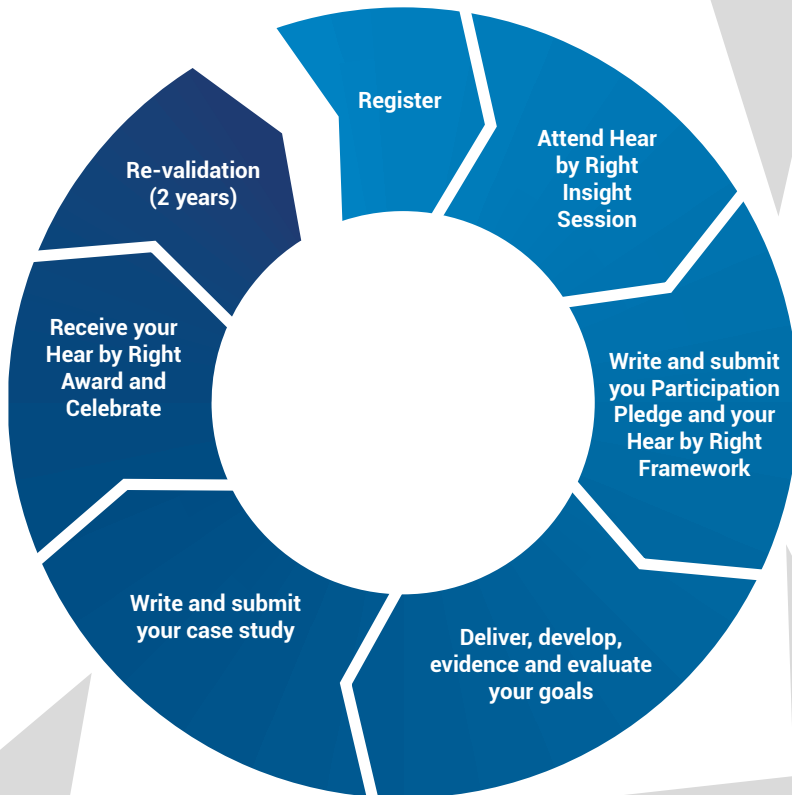 Register
Attend Hear
by Right
Insight
Session
Write and submit
you Participation
Pledge and your
Hear by Right
Framework
Deliver, develop,
evidence and evaluate
your goals
Write and submit
your case study
Receive your
Hear by Right
Award and
Celebrate
Re-validation
(2 years)